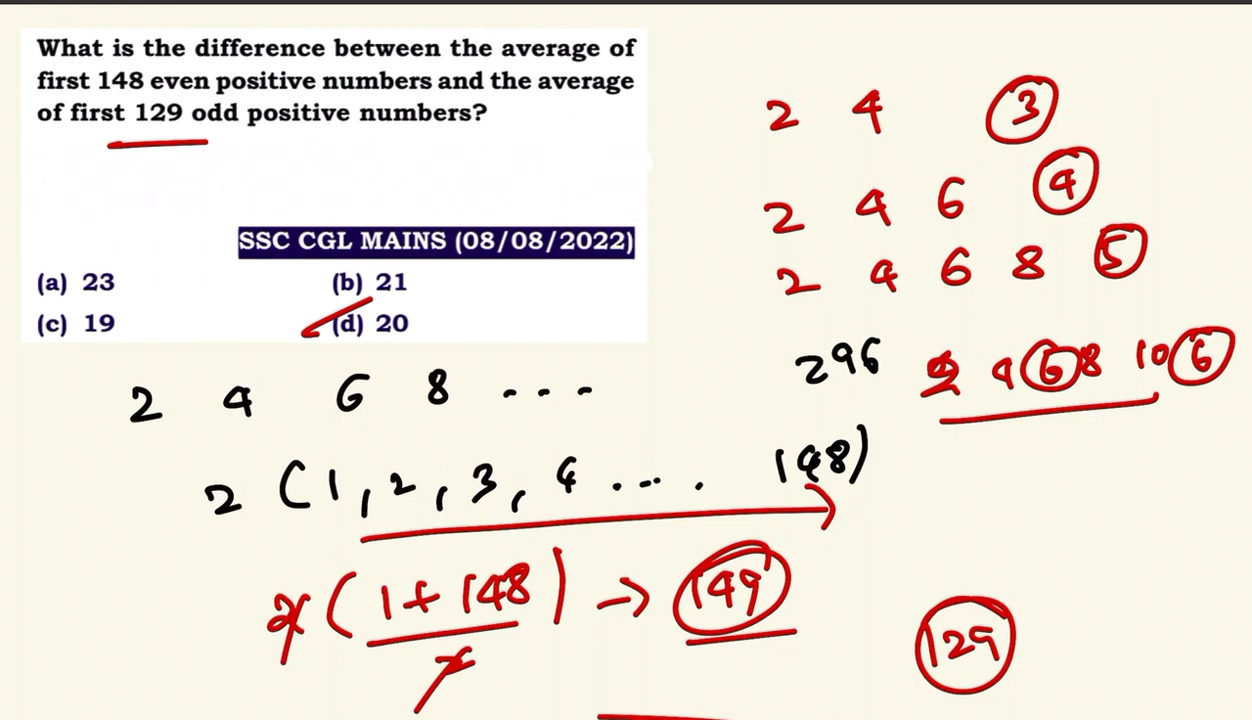 What is the difference between the average of
first 148 even positive numbers and the average
of first 129 odd positive numbers?
SSC CGL MAINS (08/08/2022)
(a) 23 (b) 21
(c) 19 (d) 20
2 4 3
2 4 6 4
2 4 6 8 5
2 4 6 8 10 6
2 4 6 8 ... 296
2 (1, 2, 3, 4 .... 148)
2 (1 + 148) → 149
2
129